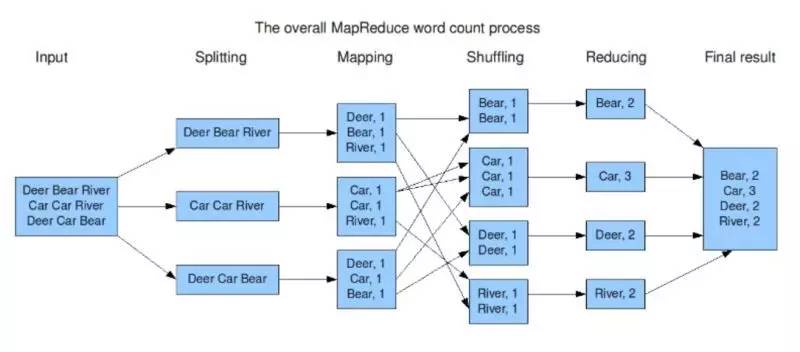 The overall MapReduce word count process
Input
Splitting
Mapping
Shuffling
Reducing
Final result
Deer Bear River
Car Car River
Deer Car Bear
Deer Bear River
Car Car River
Deer Car Bear
Deer, 1
Bear, 1
River, 1
Car, 1
Car, 1
River, 1
Deer, 1
Car, 1
Bear, 1
Bear, 1
Bear, 1
Car, 1
Car, 1
Car, 1
Deer, 1
Deer, 1
River, 1
River, 1
Bear, 2
Car, 3
Deer, 2
River, 2
Bear, 2
Car, 3
Deer, 2
River, 2